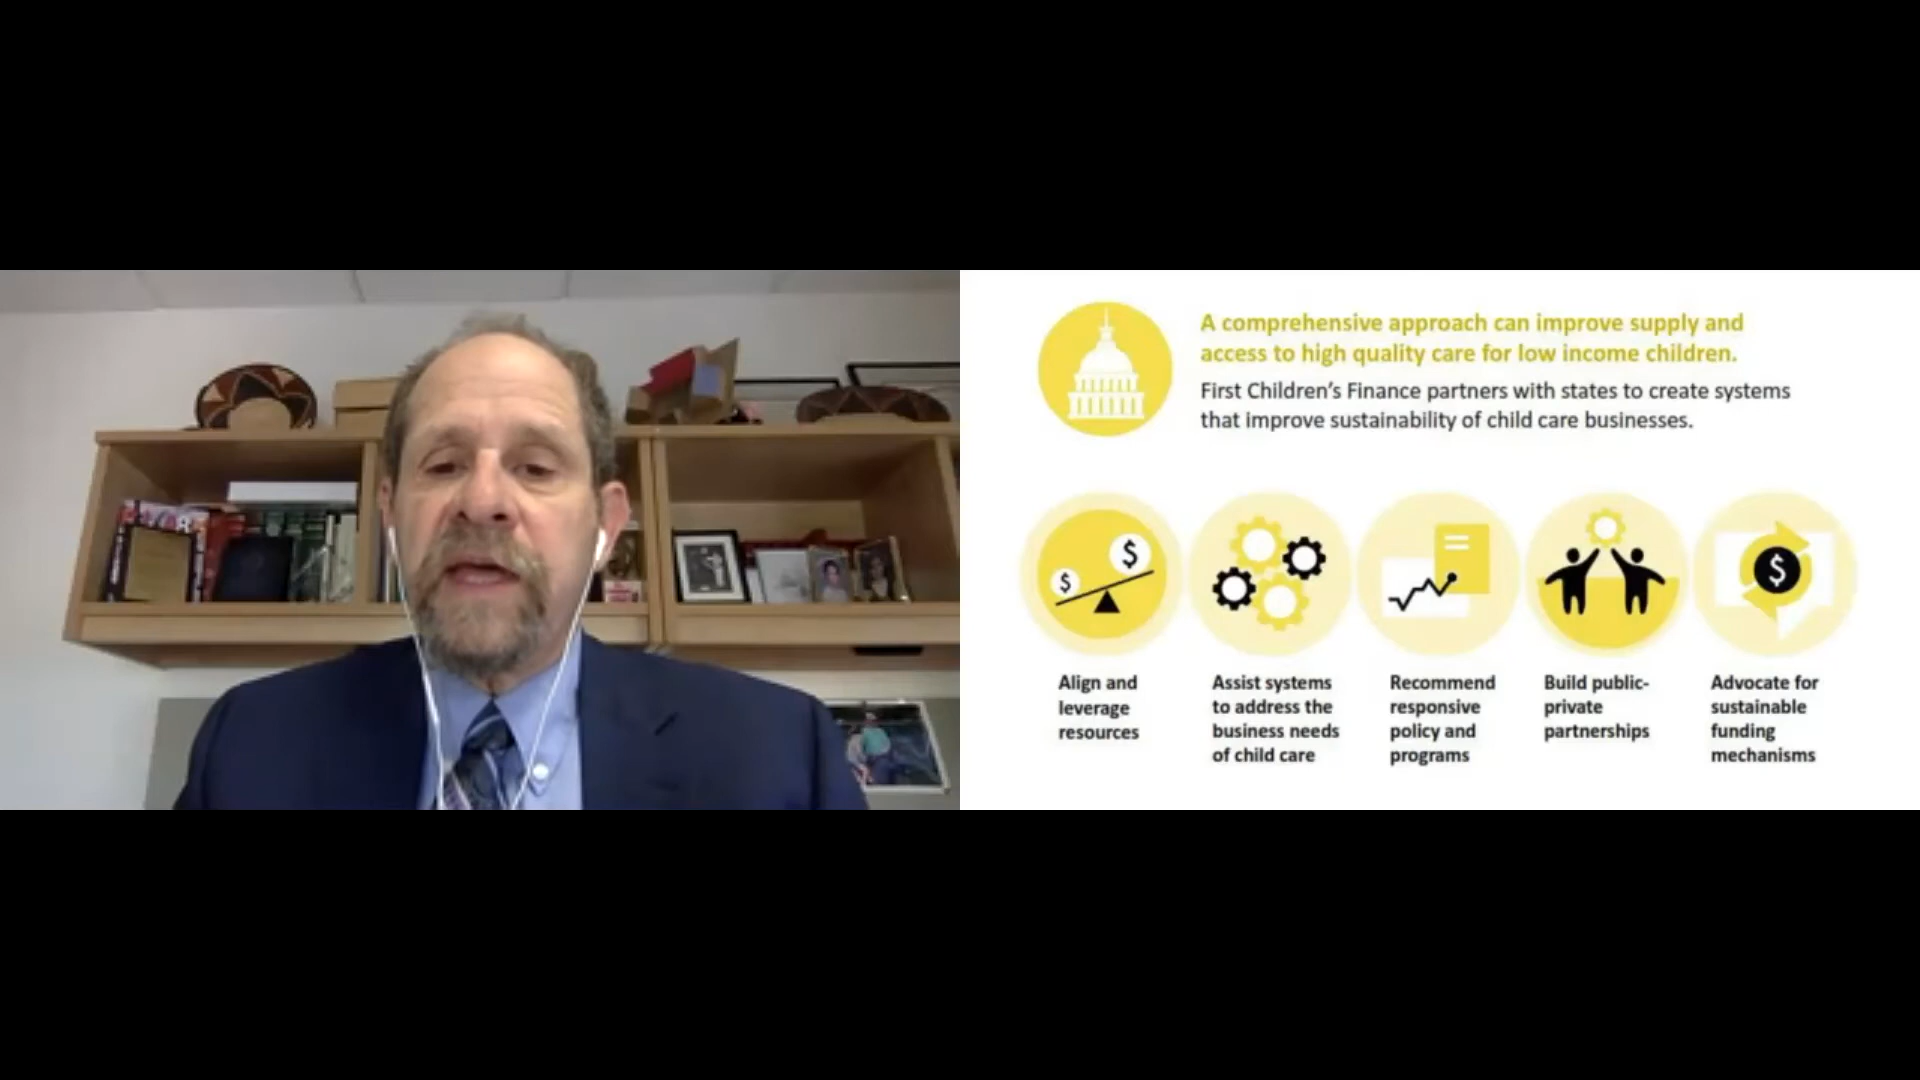 A comprehensive approach can improve supply and
access to high quality care for low income children.
First Children's Finance partners with states to create systems
that improve sustainability of child care businesses.
$
$
$
Align and
leverage
resources
Assist systems
to address the
business needs
of child care
Recommend
responsive
policy and
programs
Build public-
private
partnerships
Advocate for
sustainable
funding
mechanisms